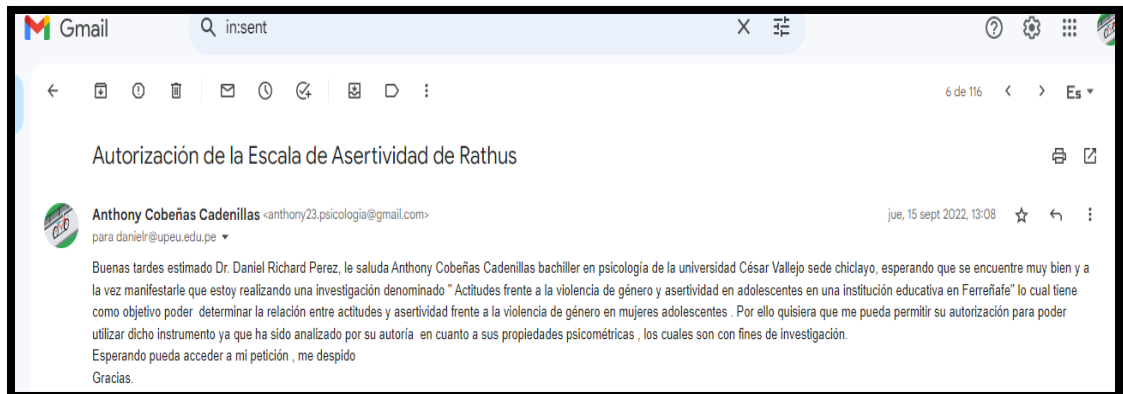 Gmail
in:sent
6 de 116
Es
Autorización de la Escala de Asertividad de Rathus
Anthony Cobeñas Cadenillas <anthony23.psicologia@gmail.com>
jue, 15 sept 2022, 13:08
para danielr@upeu.edu.pe
Buenas tardes estimado Dr. Daniel Richard Perez, le saluda Anthony Cobeñas Cadenillas bachiller en psicología de la universidad César Vallejo sede chiclayo, esperando que se encuentre muy bien y a
la vez manifestarle que estoy realizando una investigación denominado " Actitudes frente a la violencia de género y asertividad en adolescentes en una institución educativa en Ferreñafe" lo cual tiene
como objetivo poder determinar la relación entre actitudes y asertividad frente a la violencia de género en mujeres adolescentes . Por ello quisiera que me pueda permitir su autorización para poder
utilizar dicho instrumento ya que ha sido analizado por su autoría en cuanto a sus propiedades psicométricas , los cuales son con fines de investigación.
Esperando pueda acceder a mi petición , me despido
Gracias.